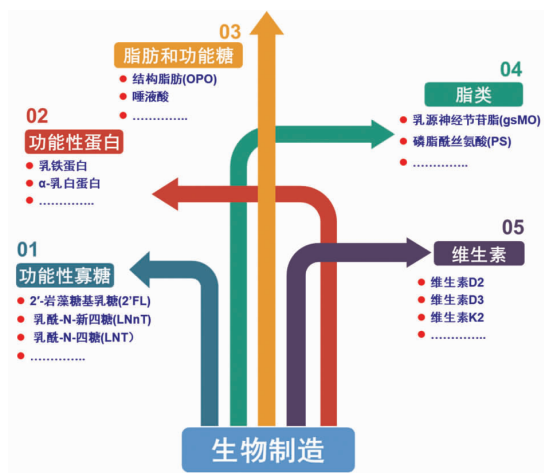 03
脂肪和功能糖
结构脂肪(OPO)
唾液酸
…………..
04
脂类
乳源神经节苷脂(gsMO)
磷脂酰丝氨酸(PS)
…………..
02
功能性蛋白
乳铁蛋白
α-乳白蛋白
…………..
01
功能性寡糖
2′-岩藻糖基乳糖(2’FL)
乳酰-N-新四糖(LNnT)
乳酰-N-四糖(LNT）
…………..
05
维生素
维生素D2
维生素D3
维生素K2
…………..
生物制造